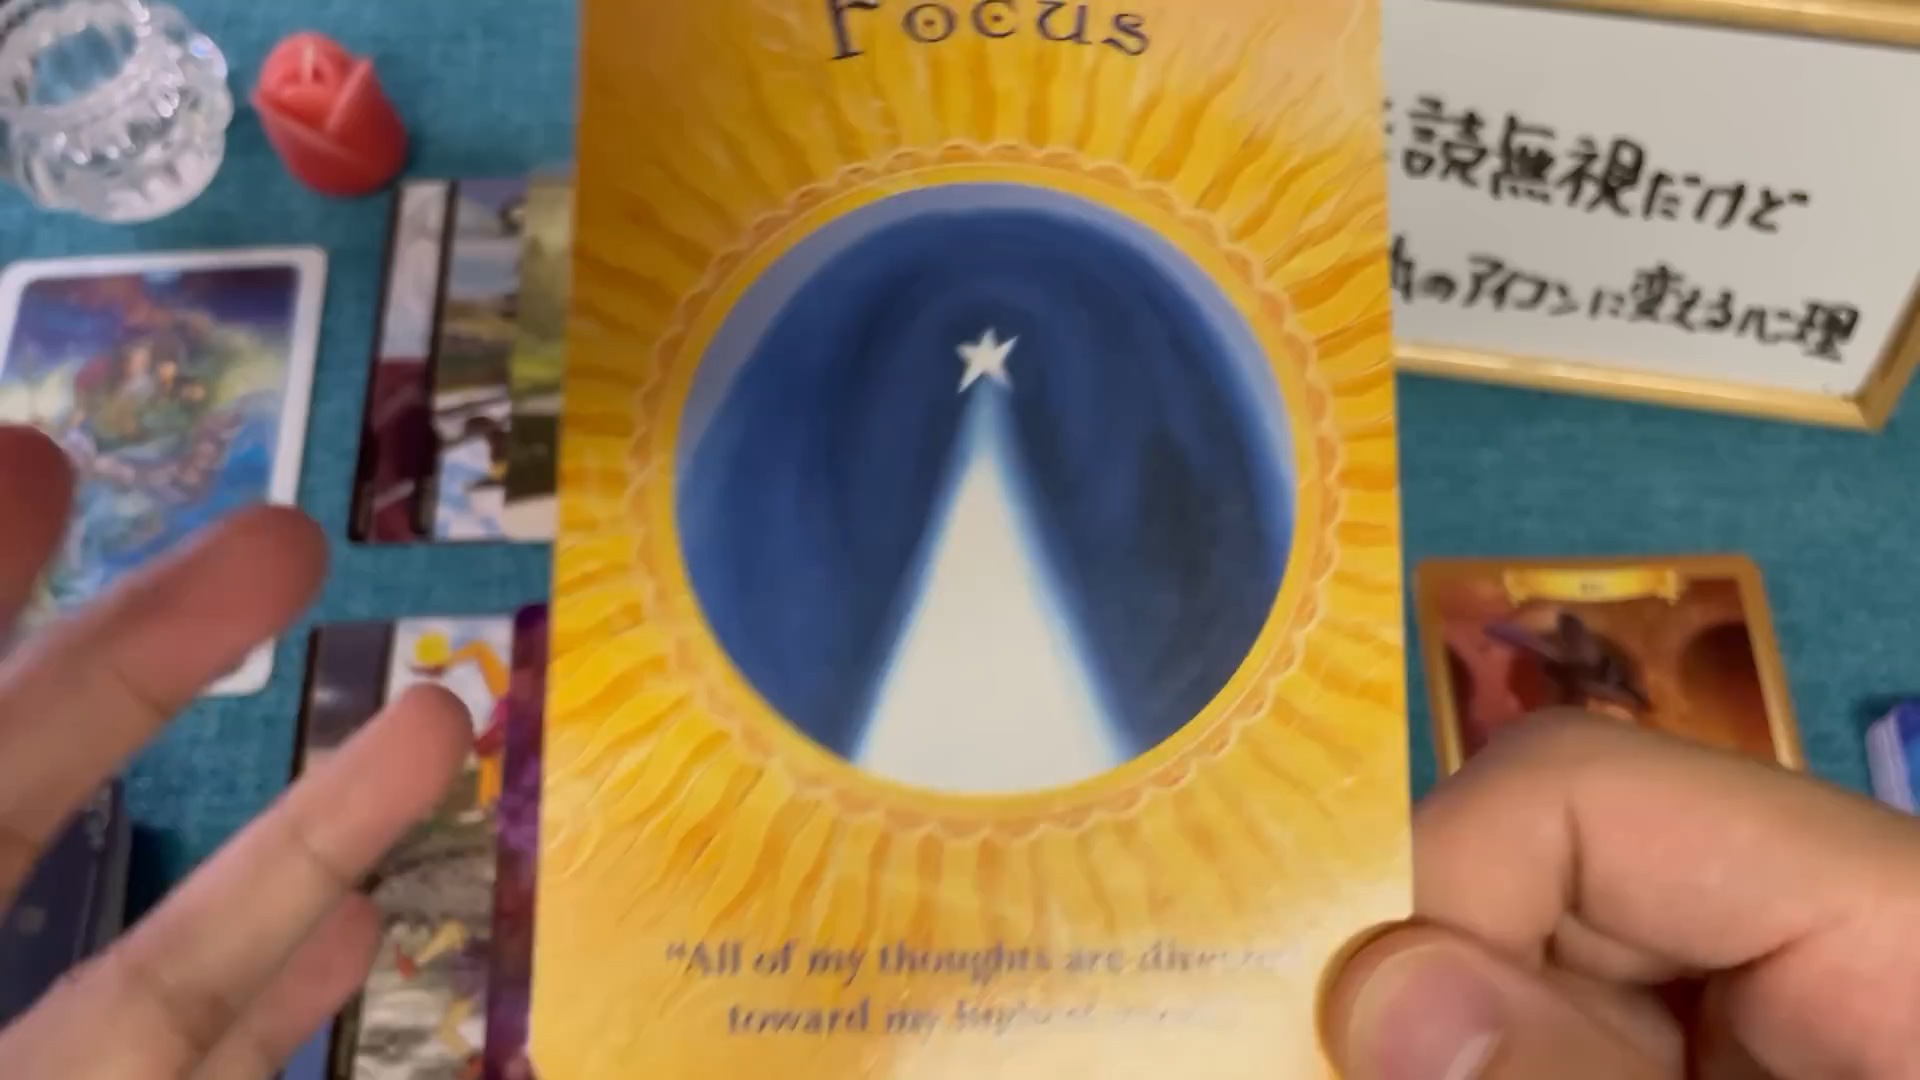 Focus
読無視だけど
のアイコンに変える心理
"All of my thoughts are
toward my highest